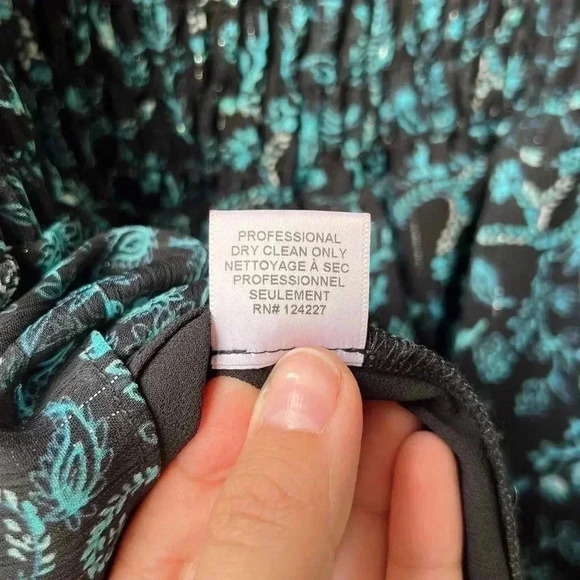 PROFESSIONAL
DRY CLEAN ONLY
NETTOYAGE À SEC
PROFESSIONNEL
SEULEMENT
RN# 124227